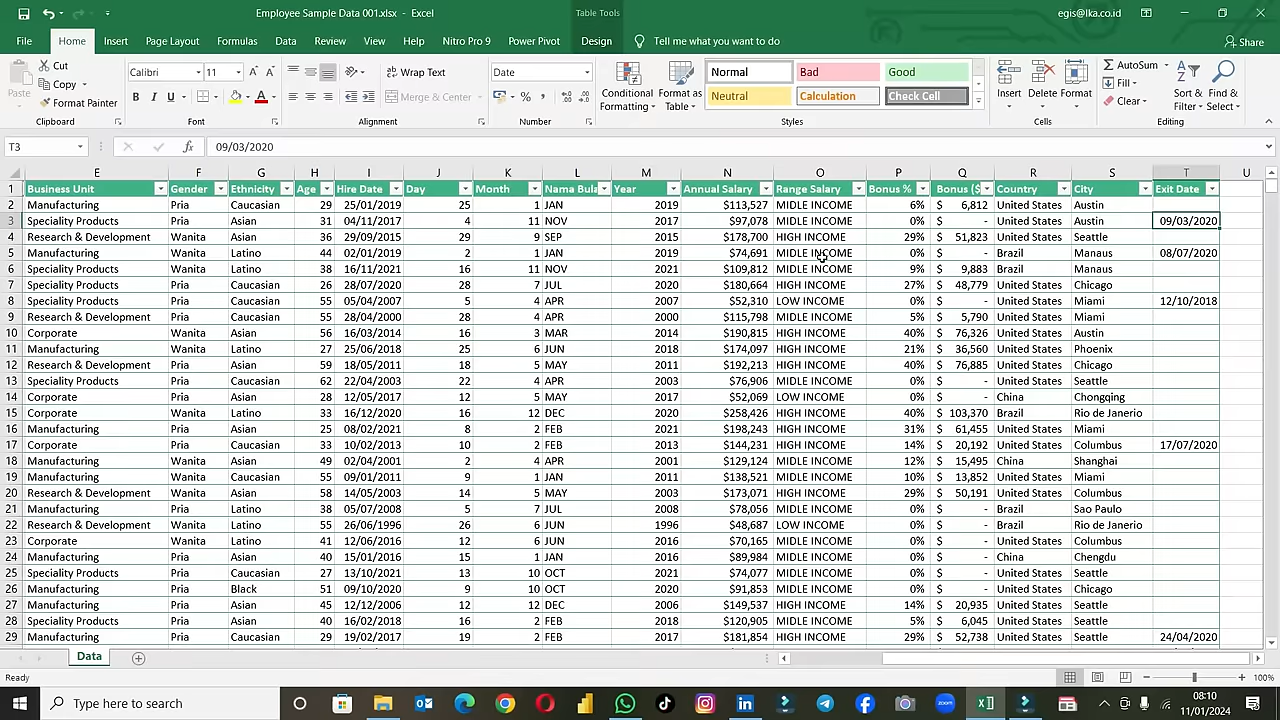 Employee Sample Data 001.xlsx - Excel
Table Tools
egis@lka.co.id
File Home Insert Page Layout Formulas Data Review View Help Nitro Pro 9 Power Pivot Design Tell me what you want to do Share
Paste
Cut
Copy
Format Painter
Clipboard
Calibri 11
B I U
Font
Wrap Text
Merge & Center
Alignment
Date
Number
Conditional Formatting
Format as Table
Normal Bad Good
Neutral Calculation Check Cell
Styles
Insert Delete Format
Cells
AutoSum
Fill
Clear
Sort & Filter
Find & Select
Editing
T3 fx 09/03/2020
E F G H I J K L M N O P Q R S T U
1 Business Unit Gender Ethnicity Age Hire Date Day Month Nama Bula Year Annual Salary Range Salary Bonus % Bonus ($ Country City Exit Date
2 Manufacturing Pria Caucasian 29 25/01/2019 25 1 JAN 2019 $113,527 MIDLE INCOME 6% $ 6,812 United States Austin
3 Speciality Products Pria Asian 31 04/11/2017 4 11 NOV 2017 $97,078 MIDLE INCOME 0% $ - United States Austin 09/03/2020
4 Research & Development Wanita Asian 36 29/09/2015 29 9 SEP 2015 $178,700 HIGH INCOME 29% $ 51,823 United States Seattle
5 Manufacturing Wanita Latino 44 02/01/2019 2 1 JAN 2019 $74,691 MIDLE INCOME 0% $ - Brazil Manaus 08/07/2020
6 Speciality Products Wanita Latino 38 16/11/2021 16 11 NOV 2021 $109,812 MIDLE INCOME 9% $ 9,883 Brazil Manaus
7 Speciality Products Pria Caucasian 26 28/07/2020 28 7 JUL 2020 $180,664 HIGH INCOME 27% $ 48,779 United States Chicago
8 Speciality Products Pria Caucasian 55 05/04/2007 5 4 APR 2007 $52,310 LOW INCOME 0% $ - United States Miami 12/10/2018
9 Research & Development Wanita Caucasian 55 28/04/2000 28 4 APR 2000 $115,798 MIDLE INCOME 5% $ 5,790 United States Miami
10 Corporate Wanita Asian 56 16/03/2014 16 3 MAR 2014 $190,815 HIGH INCOME 40% $ 76,326 United States Austin
11 Manufacturing Wanita Latino 27 25/06/2018 25 6 JUN 2018 $174,097 HIGH INCOME 21% $ 36,560 United States Phoenix
12 Research & Development Pria Asian 59 18/05/2011 18 5 MAY 2011 $192,213 HIGH INCOME 40% $ 76,885 United States Chicago
13 Speciality Products Pria Caucasian 62 22/04/2003 22 4 APR 2003 $76,906 MIDLE INCOME 0% $ - United States Seattle
14 Corporate Pria Asian 28 12/05/2017 12 5 MAY 2017 $52,069 LOW INCOME 0% $ - China Chongqing
15 Corporate Wanita Latino 33 16/12/2020 16 12 DEC 2020 $258,426 HIGH INCOME 40% $ 103,370 Brazil Rio de Janerio
16 Manufacturing Pria Asian 25 08/02/2021 8 2 FEB 2021 $198,243 HIGH INCOME 31% $ 61,455 United States Miami
17 Corporate Pria Caucasian 33 10/02/2013 10 2 FEB 2013 $144,231 HIGH INCOME 14% $ 20,192 United States Columbus 17/07/2020
18 Manufacturing Wanita Asian 49 02/04/2001 2 4 APR 2001 $129,124 MIDLE INCOME 12% $ 15,495 China Shanghai
19 Manufacturing Wanita Caucasian 55 09/01/2011 9 1 JAN 2011 $138,521 MIDLE INCOME 10% $ 13,852 United States Miami
20 Research & Development Wanita Asian 58 14/05/2003 14 5 MAY 2003 $173,071 HIGH INCOME 29% $ 50,191 United States Columbus
21 Manufacturing Pria Latino 38 05/07/2008 5 7 JUL 2008 $78,056 MIDLE INCOME 0% $ - Brazil Sao Paulo
22 Research & Development Wanita Latino 55 26/06/1996 26 6 JUN 1996 $48,687 LOW INCOME 0% $ - Brazil Rio de Janerio
23 Corporate Wanita Latino 41 12/06/2016 12 6 JUN 2016 $70,165 MIDLE INCOME 0% $ - United States Columbus
24 Manufacturing Pria Asian 40 15/01/2016 15 1 JAN 2016 $89,984 MIDLE INCOME 0% $ - China Chengdu
25 Speciality Products Pria Caucasian 27 13/10/2021 13 10 OCT 2021 $74,077 MIDLE INCOME 0% $ - United States Seattle
26 Manufacturing Pria Black 51 09/10/2020 9 10 OCT 2020 $91,853 MIDLE INCOME 0% $ - United States Chicago
27 Manufacturing Pria Asian 45 12/12/2006 12 12 DEC 2006 $149,537 HIGH INCOME 14% $ 20,935 United States Seattle
28 Speciality Products Pria Asian 40 16/02/2018 16 2 FEB 2018 $120,905 MIDLE INCOME 5% $ 6,045 United States Seattle
29 Manufacturing Pria Caucasian 29 19/02/2017 19 2 FEB 2017 $181,854 HIGH INCOME 29% $ 52,738 United States Seattle 24/04/2020
Data
Ready 100%
Type here to search
08:10
11/01/2024